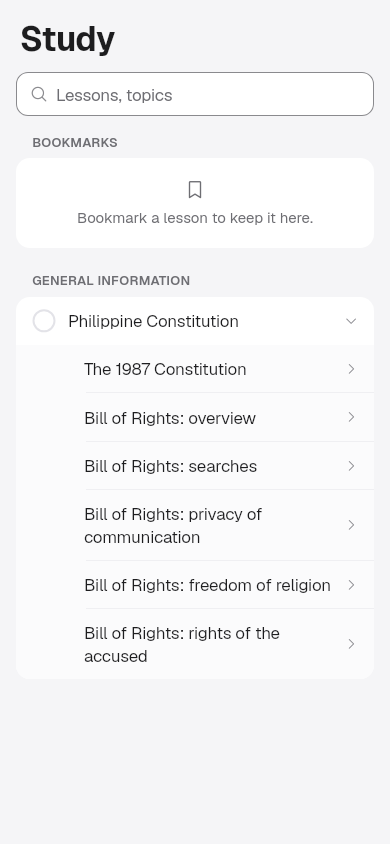 Study
Lessons, topics
BOOKMARKS
Bookmark a lesson to keep it here.
GENERAL INFORMATION
Philippine Constitution
The 1987 Constitution
Bill of Rights: overview
Bill of Rights: searches
Bill of Rights: privacy of
communication
Bill of Rights: freedom of religion
Bill of Rights: rights of the
accused